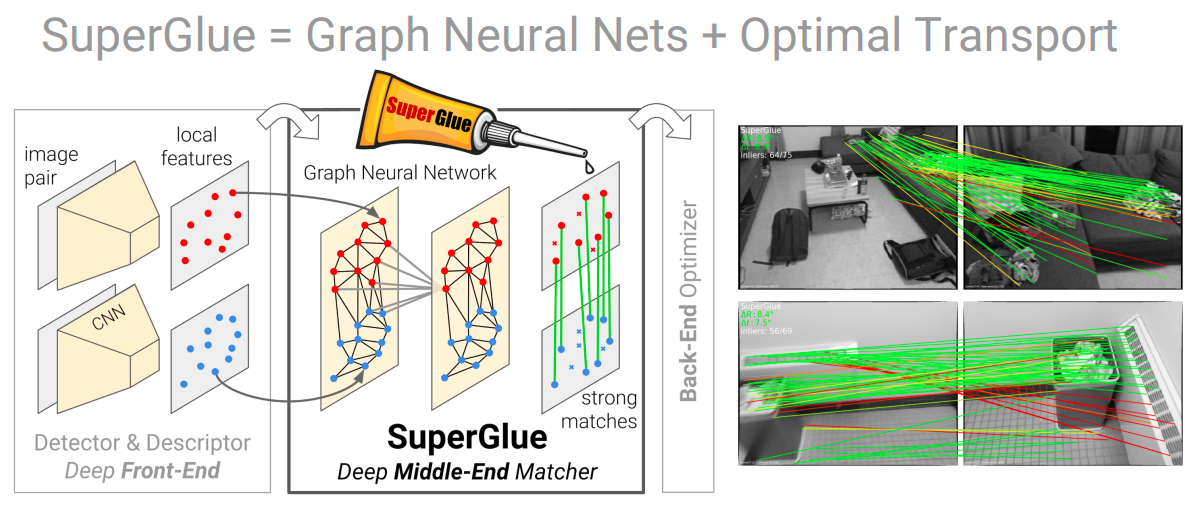 SuperGlue = Graph Neural Nets + Optimal Transport
image
pair
local
features
CNN
Detector & Descriptor
Deep Front-End
SuperGlue
Graph Neural Network
strong
matches
SuperGlue
Deep Middle-End Matcher
Back-End Optimizer
SuperGlue
inliers: 64/75
SuperGlue
ΔR: 8.4°
Δt: 7.5°
inliers: 56/69